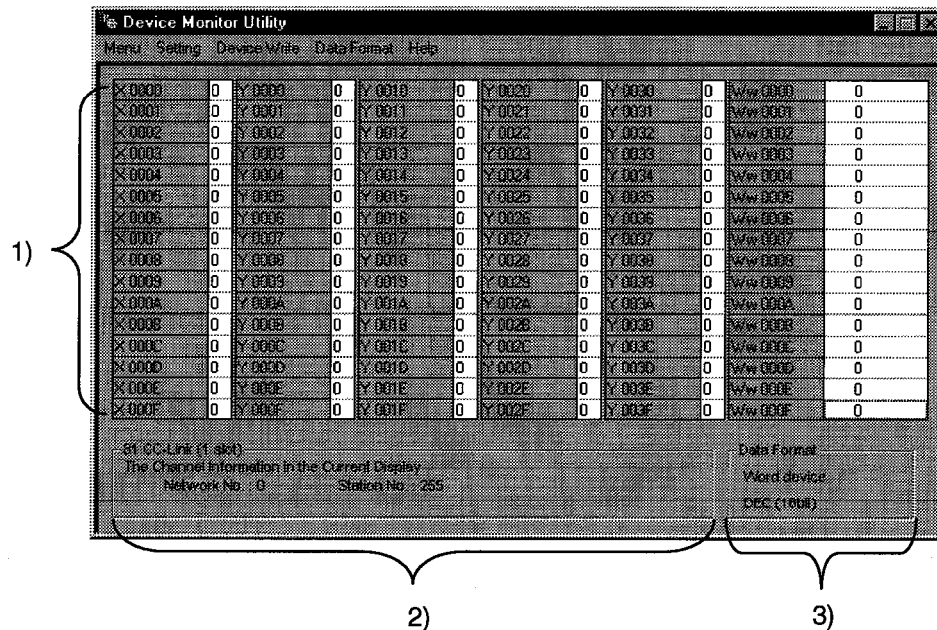 Device Monitor Utility
Menu Setting Device Write Data Format Help
X 0000 0 Y 0000 0 Y 0010 0 Y 0020 0 Y 0030 0 Ww 0000 0
X 0001 0 Y 0001 0 Y 0011 0 Y 0021 0 Y 0031 0 Ww 0001 0
X 0002 0 Y 0002 0 Y 0012 0 Y 0022 0 Y 0032 0 Ww 0002 0
X 0003 0 Y 0003 0 Y 0013 0 Y 0023 0 Y 0033 0 Ww 0003 0
X 0004 0 Y 0004 0 Y 0014 0 Y 0024 0 Y 0034 0 Ww 0004 0
X 0005 0 Y 0005 0 Y 0015 0 Y 0025 0 Y 0035 0 Ww 0005 0
X 0006 0 Y 0006 0 Y 0016 0 Y 0026 0 Y 0036 0 Ww 0006 0
1)
X 0007 0 Y 0007 0 Y 0017 0 Y 0027 0 Y 0037 0 Ww 0007 0
X 0008 0 Y 0008 0 Y 0018 0 Y 0028 0 Y 0038 0 Ww 0008 0
X 0009 0 Y 0009 0 Y 0019 0 Y 0029 0 Y 0039 0 Ww 0009 0
X 000A 0 Y 000A 0 Y 001A 0 Y 002A 0 Y 003A 0 Ww 000A 0
X 000B 0 Y 000B 0 Y 001B 0 Y 002B 0 Y 003B 0 Ww 000B 0
X 000C 0 Y 000C 0 Y 001C 0 Y 002C 0 Y 003C 0 Ww 000C 0
X 000D 0 Y 000D 0 Y 001D 0 Y 002D 0 Y 003D 0 Ww 000D 0
X 000E 0 Y 000E 0 Y 001E 0 Y 002E 0 Y 003E 0 Ww 000E 0
X 000F 0 Y 000F 0 Y 001F 0 Y 002F 0 Y 003F 0 Ww 000F 0
81 CC-Link (1 slot)
The Channel Information in the Current Display
Network No. : 0 Station No. : 255
Data Format
Word device
DEC (16bit)
2)
3)